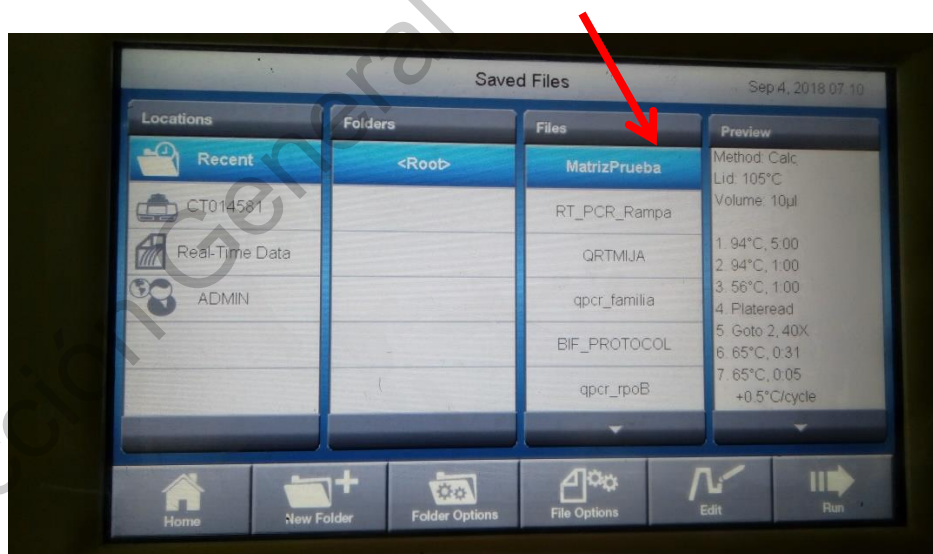 ción General
Saved Files
Sep 4, 2018 07:10
Locations
Recent
CT014581
Real-Time Data
ADMIN
Folders
<Root>
Files
MatrizPrueba
RT_PCR_Rampa
QRTMIJA
qpcr_familia
BIF_PROTOCOL
qpcr_rpoB
Preview
Method: Calc
Lid: 105°C
Volume: 10µl
1. 94°C, 5:00
2. 94°C, 1:00
3. 56°C, 1:00
4. Plateread
5. Goto 2, 40X
6. 65°C, 0:31
7. 65°C, 0:05
+0.5°C/cycle
Home
New Folder
Folder Options
File Options
Edit
Run